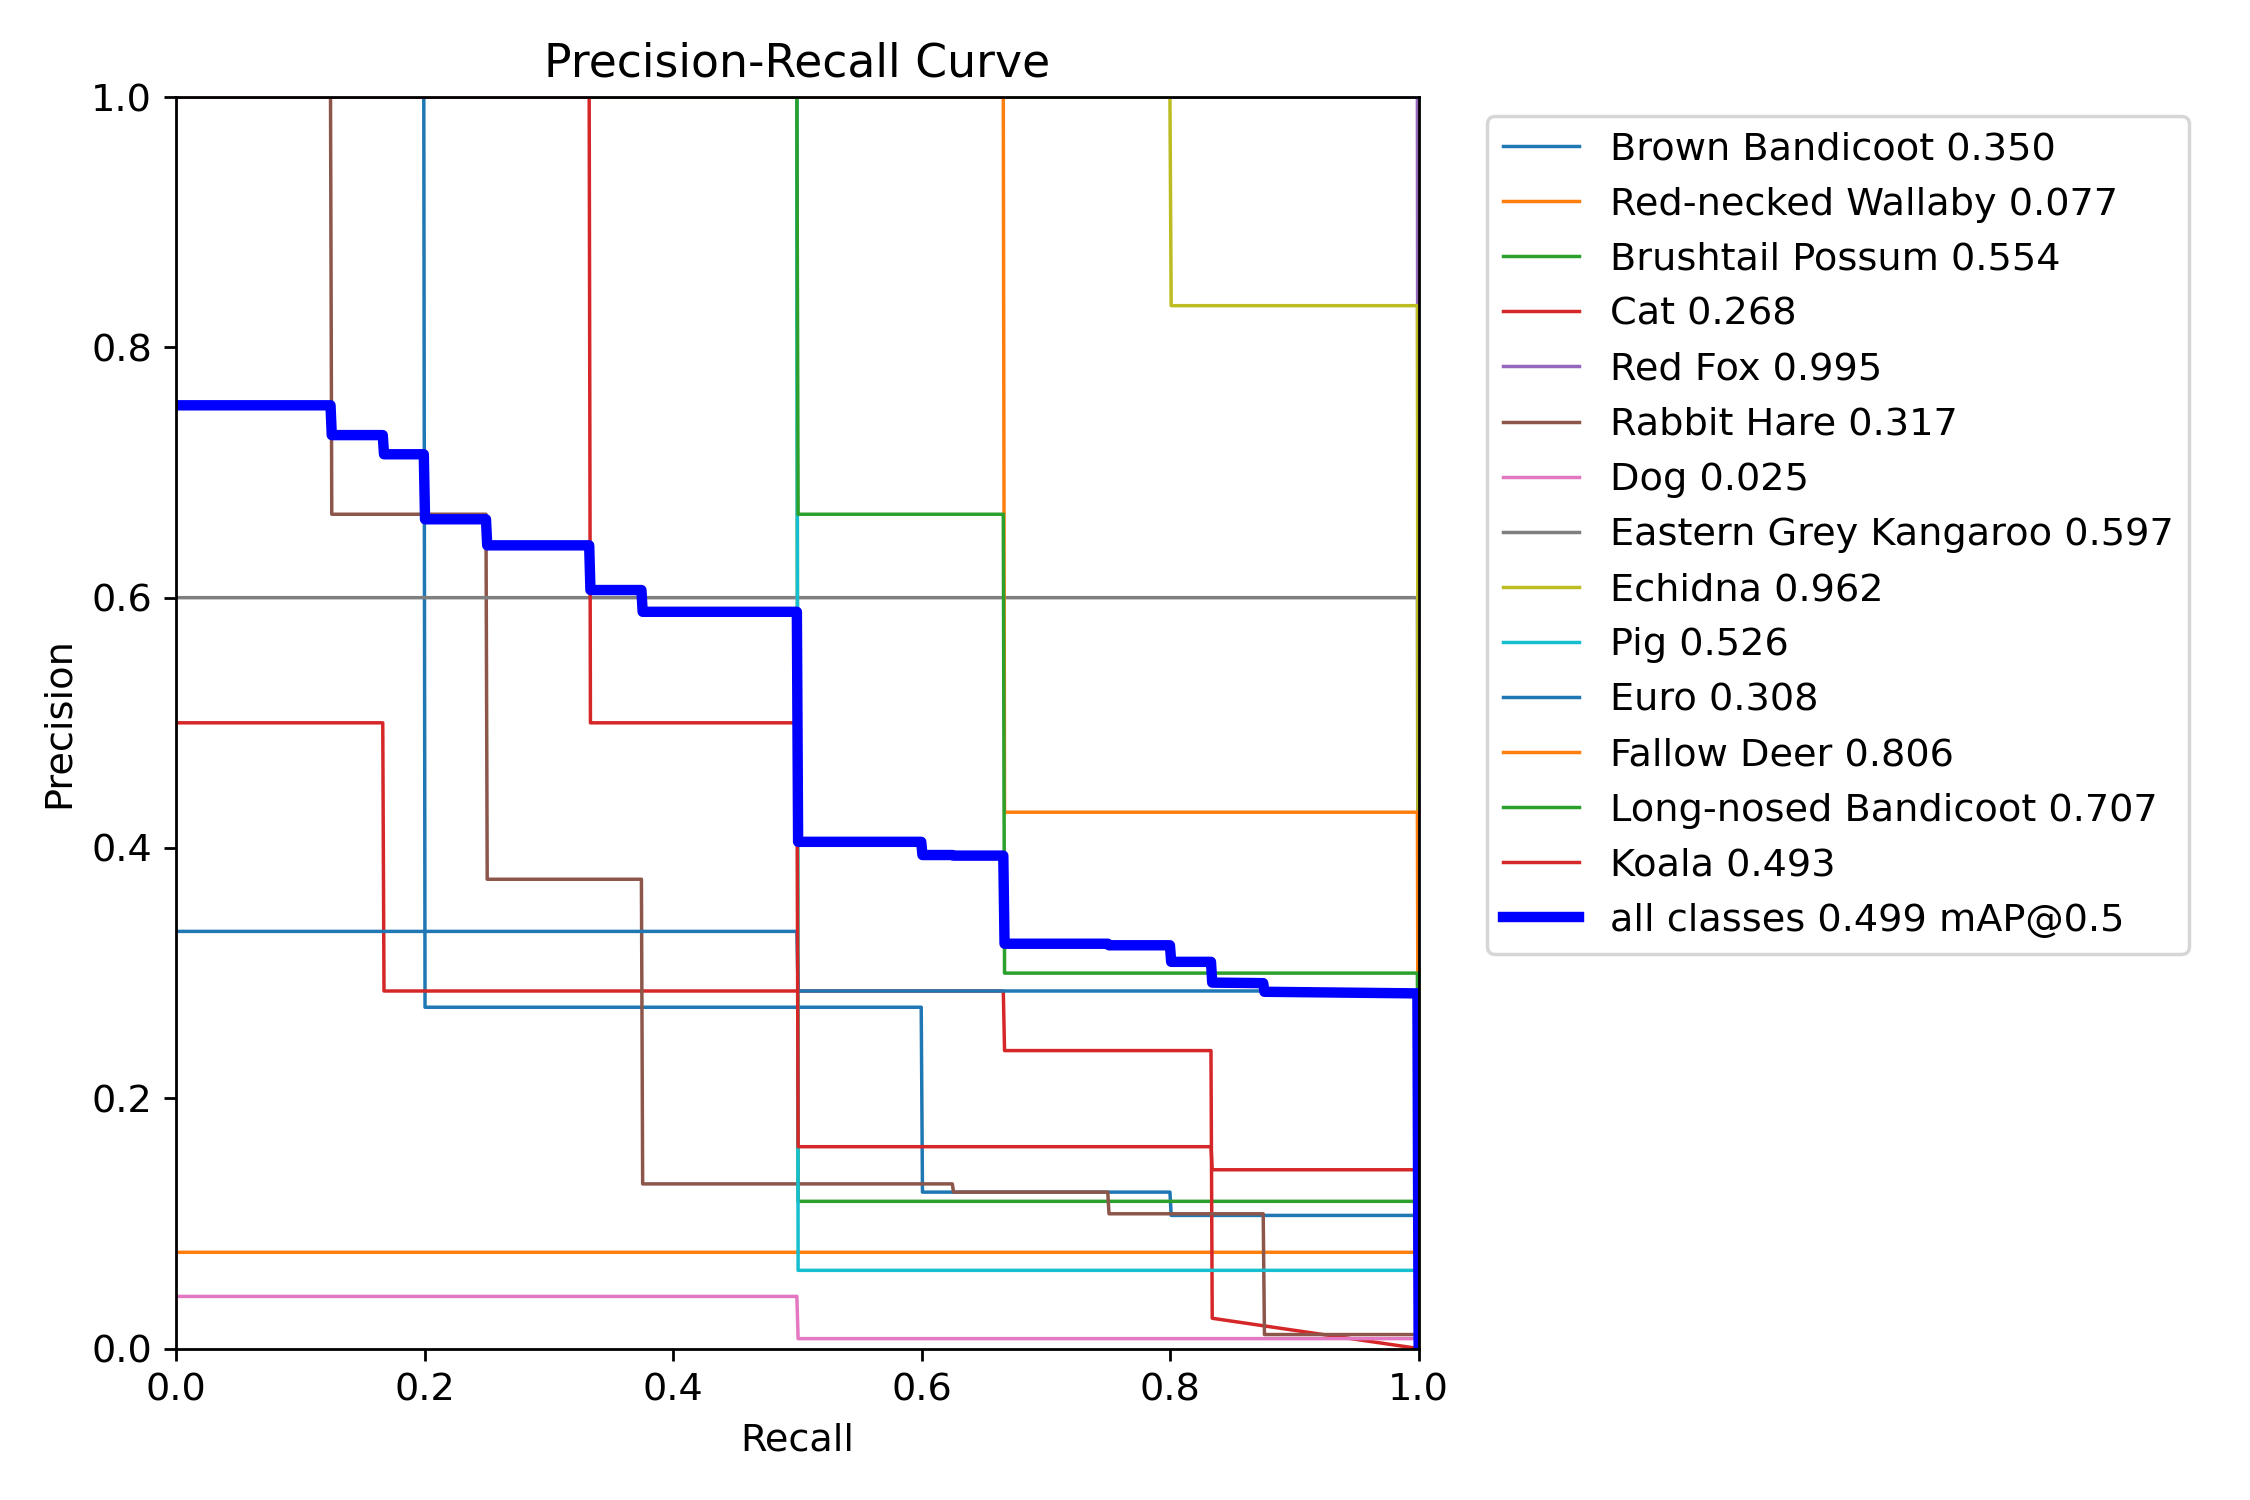 Precision-Recall Curve
1.0
0.8
0.6
0.4
0.2
0.0
Precision
0.0 0.2 0.4 0.6 0.8 1.0
Recall
Brown Bandicoot 0.350
Red-necked Wallaby 0.077
Brushtail Possum 0.554
Cat 0.268
Red Fox 0.995
Rabbit Hare 0.317
Dog 0.025
Eastern Grey Kangaroo 0.597
Echidna 0.962
Pig 0.526
Euro 0.308
Fallow Deer 0.806
Long-nosed Bandicoot 0.707
Koala 0.493
all classes 0.499 mAP@0.5